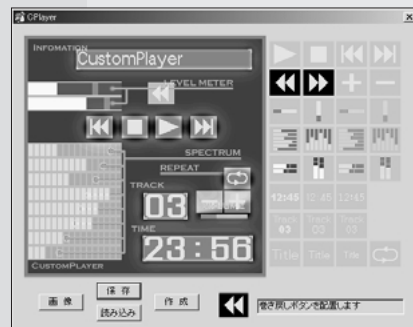 CPlayer
INFOMATION
CustomPlayer
LEVEL METER
SPECTRUM
REPEAT
TRACK
03
TIME
23:56
CUSTOMPLAYER
12:45 12:45 12:45
Track Track Track
03 03 03
Title Title Title
画像
保存
読み込み
作成
巻き戻しボタンを配置します